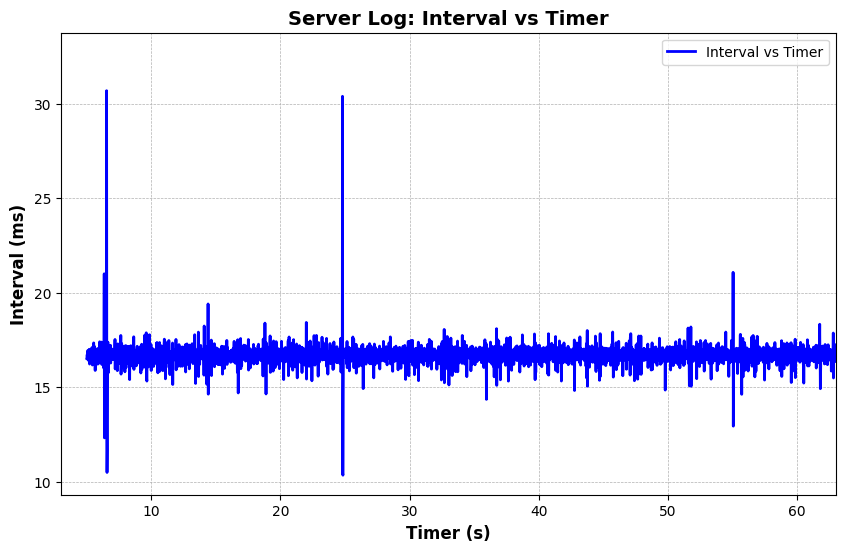 Server Log: Interval vs Timer
Interval vs Timer
Interval (ms)
30
25
20
15
10
10 20 30 40 50 60
Timer (s)